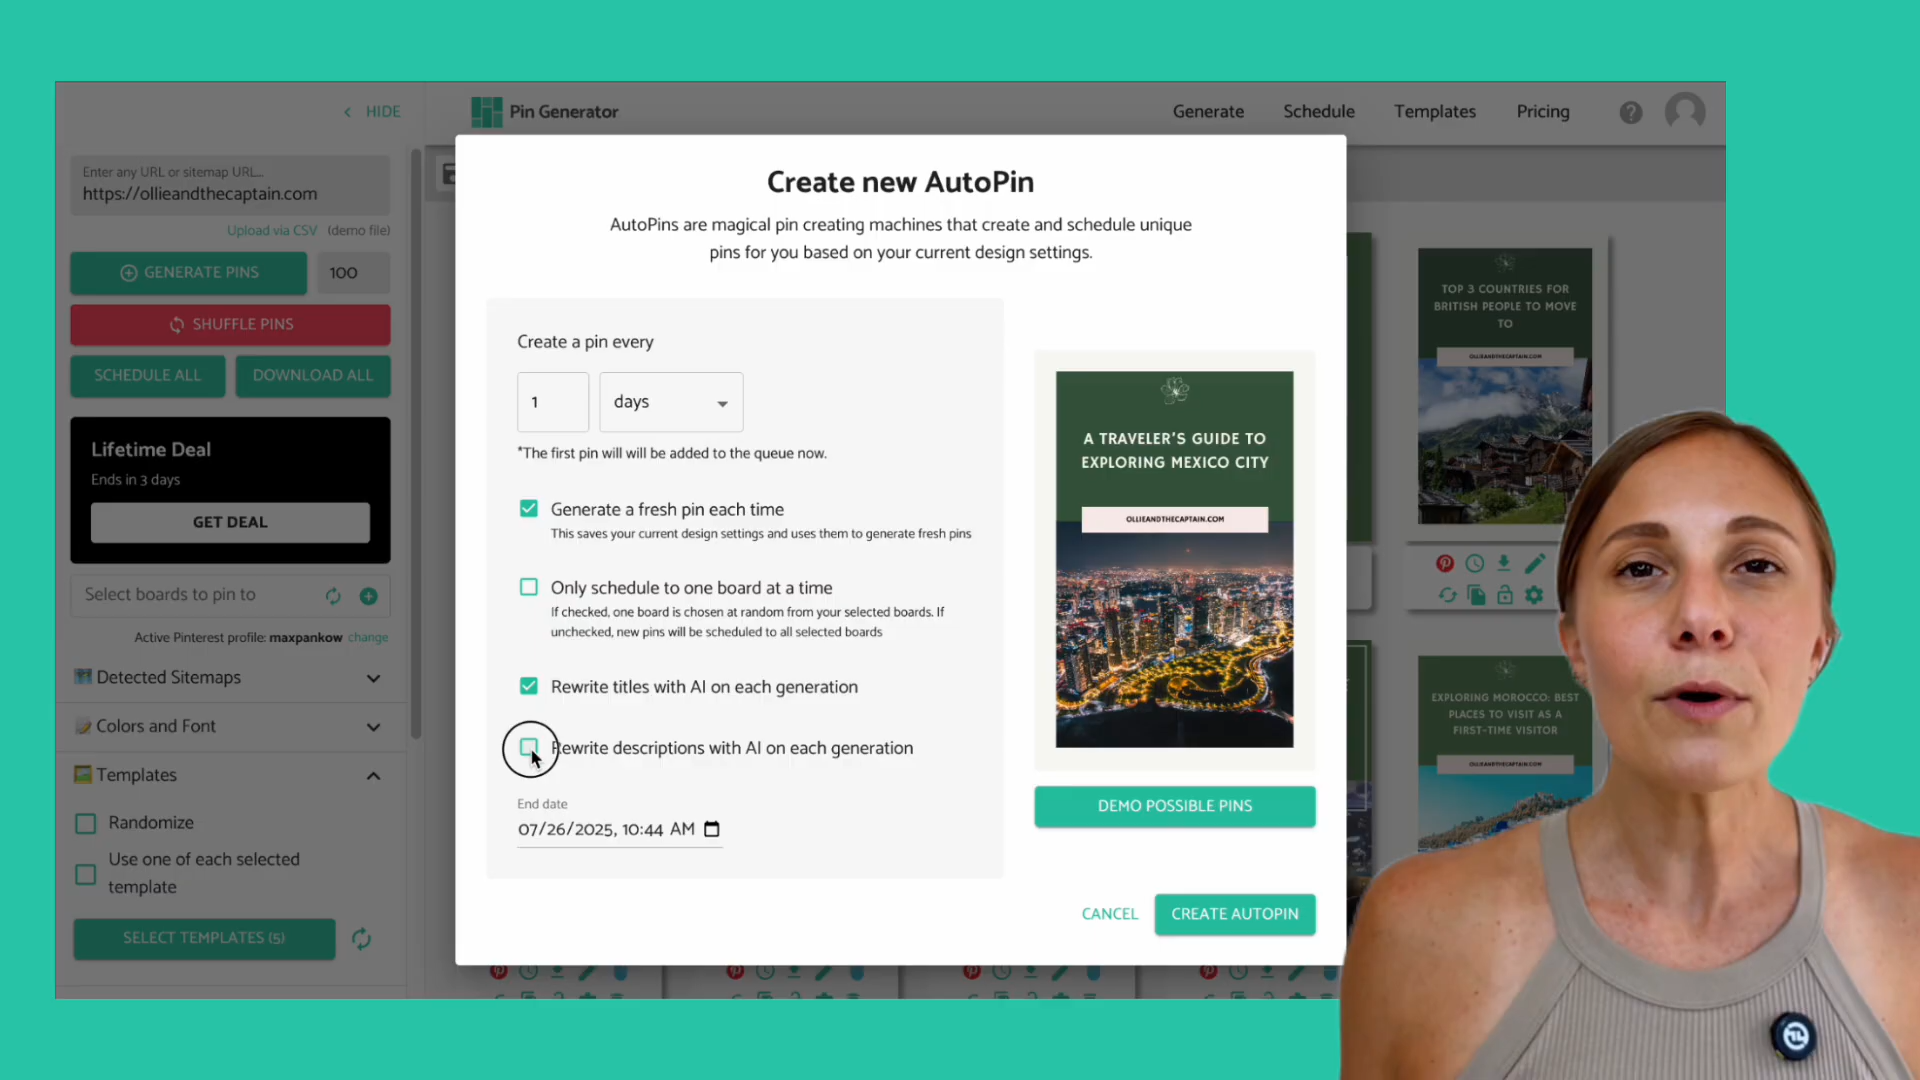 HIDE
Enter any URL or sitemap URL...
https://ollieandthecaptain.com
Upload via CSV (demo file)
GENERATE PINS 100
SHUFFLE PINS
SCHEDULE ALL DOWNLOAD ALL
Lifetime Deal
Ends in 3 days
GET DEAL
Select boards to pin to
Active Pinterest profile: maxpankow change
Detected Sitemaps
Colors and Font
Templates
Randomize
Use one of each selected
template
SELECT TEMPLATES (5)
Pin Generator
Generate Schedule Templates Pricing ?
Create new AutoPin
AutoPins are magical pin creating machines that create and schedule unique
pins for you based on your current design settings.
Create a pin every
1 days
*The first pin will will be added to the queue now.
Generate a fresh pin each time
This saves your current design settings and uses them to generate fresh pins
Only schedule to one board at a time
If checked, one board is chosen at random from your selected boards. If
unchecked, new pins will be scheduled to all selected boards
Rewrite titles with AI on each generation
Rewrite descriptions with AI on each generation
End date
07/26/2025, 10:44 AM
A TRAVELER'S GUIDE TO
EXPLORING MEXICO CITY
OLLIEANDTHECAPTAIN.COM
DEMO POSSIBLE PINS
CANCEL CREATE AUTOPIN
TOP 3 COUNTRIES FOR
BRITISH PEOPLE TO MOVE
TO
OLLIEANDTHECAPTAIN.COM
EXPLORING MOROCCO: BEST
PLACES TO VISIT AS A
FIRST-TIME VISITOR
OLLIEANDTHECAPTAIN.COM